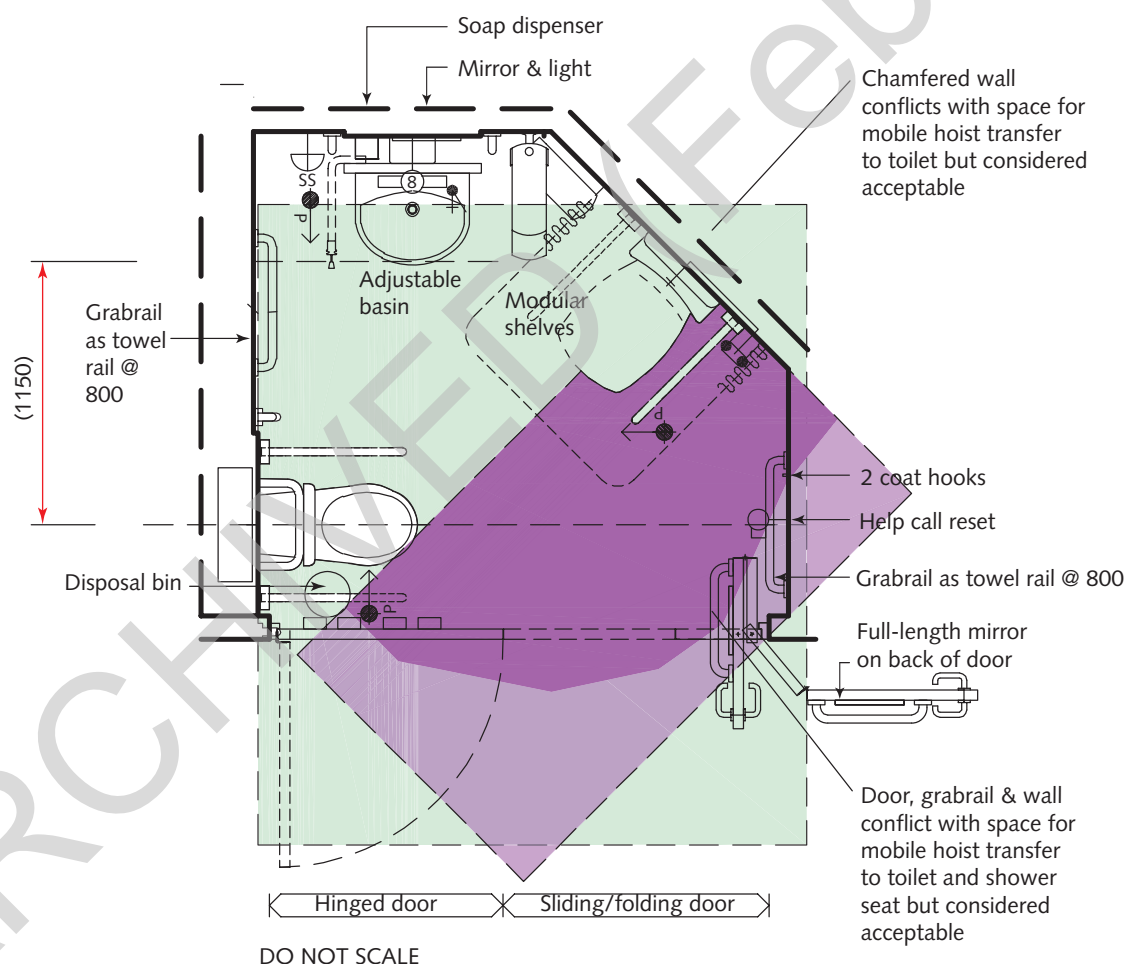 Soap dispenser
Mirror & light
Chamfered wall
conflicts with space for
mobile hoist transfer
to toilet but considered
acceptable
SS
8
P
Adjustable
basin
Modular
shelves
Grabrail
as towel
rail @
800
(1150)
P
2 coat hooks
Help call reset
Grabrail as towel rail @ 800
Disposal bin
P
Full-length mirror
on back of door
Door, grabrail & wall
conflict with space for
mobile hoist transfer
to toilet and shower
seat but considered
acceptable
Hinged door
Sliding/folding door
DO NOT SCALE
ARCHIVED (Feb